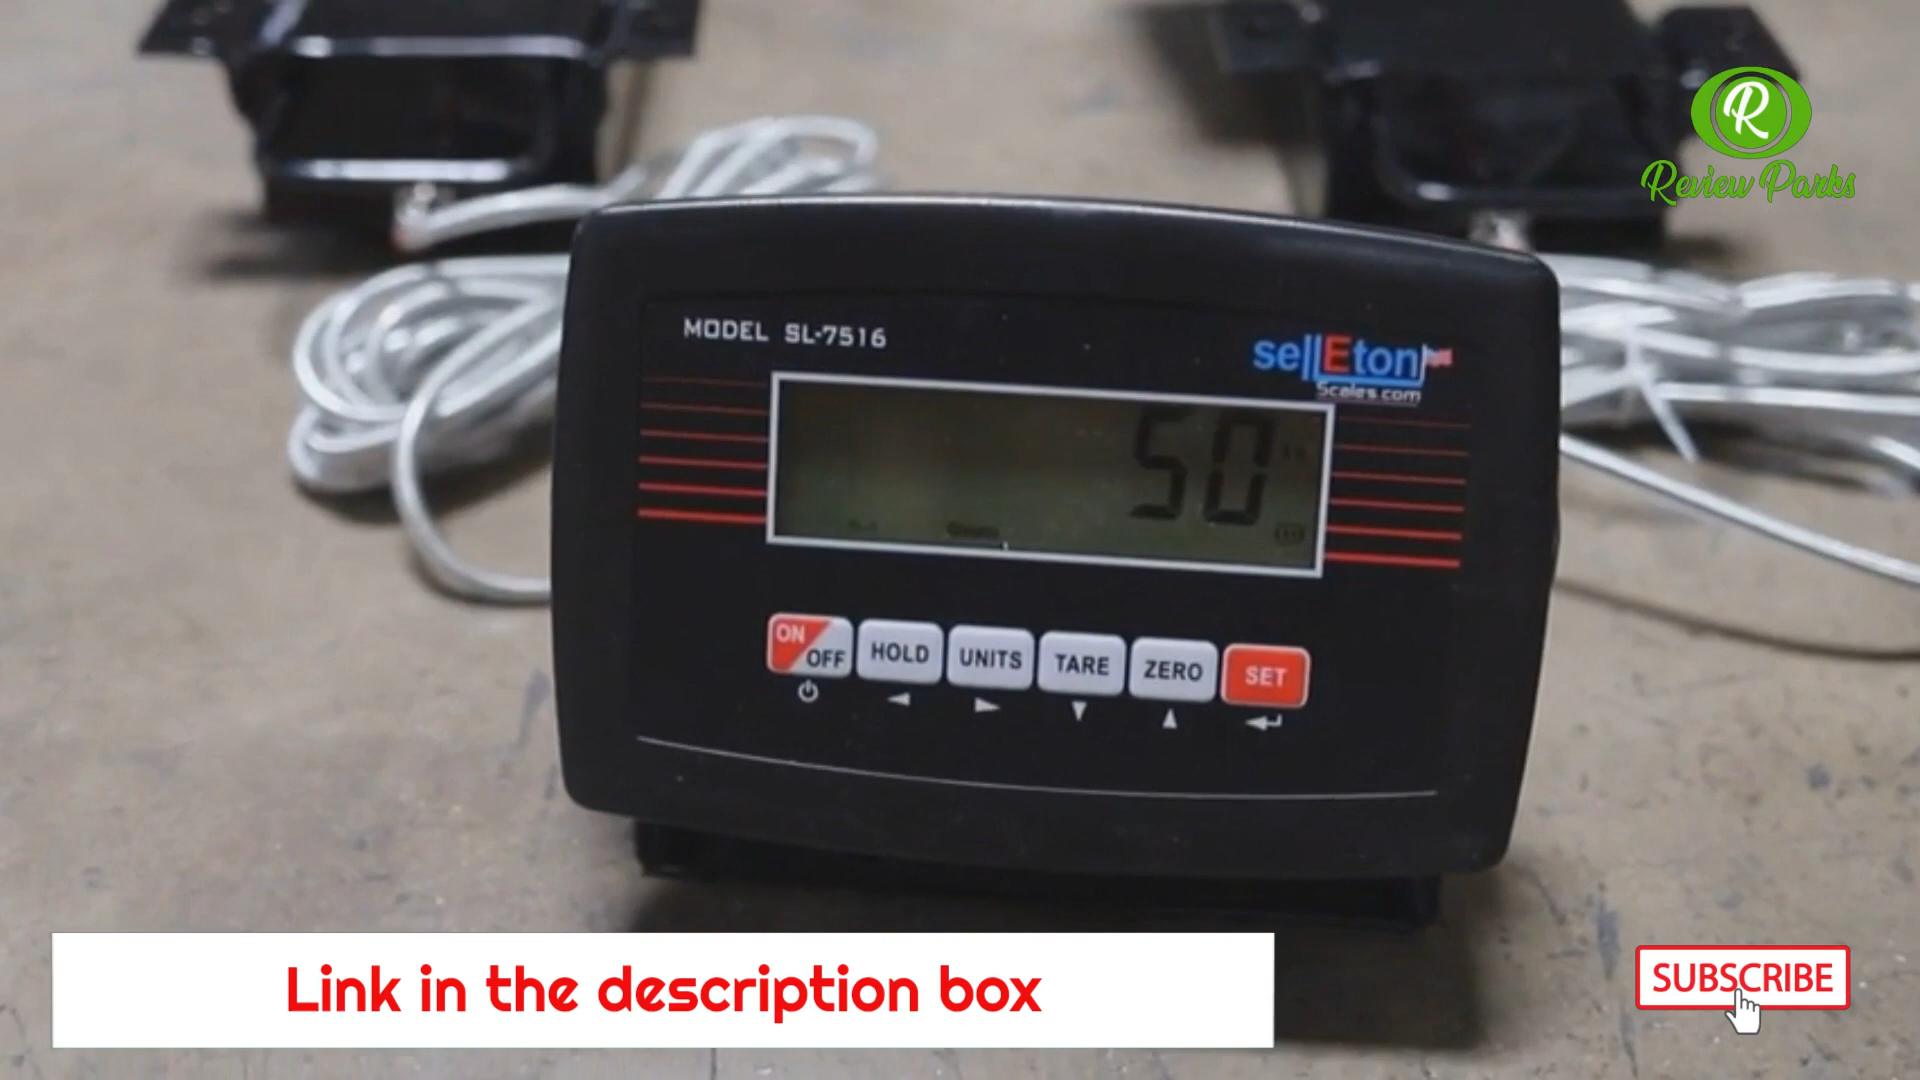 R
Review Parks
MODEL SL-7516
sellEton
Scales.com
50
ON
OFF
HOLD
UNITS
TARE
ZERO
SET
Link in the description box
SUBSCRIBE